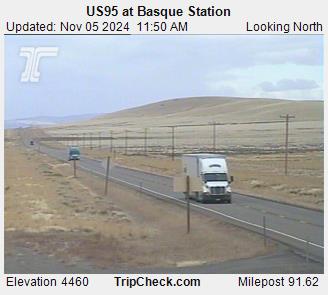 US95 at Basque Station
Updated: Nov 05 2024 11:50 AM Looking North
Elevation 4460 TripCheck.com Milepost 91.62